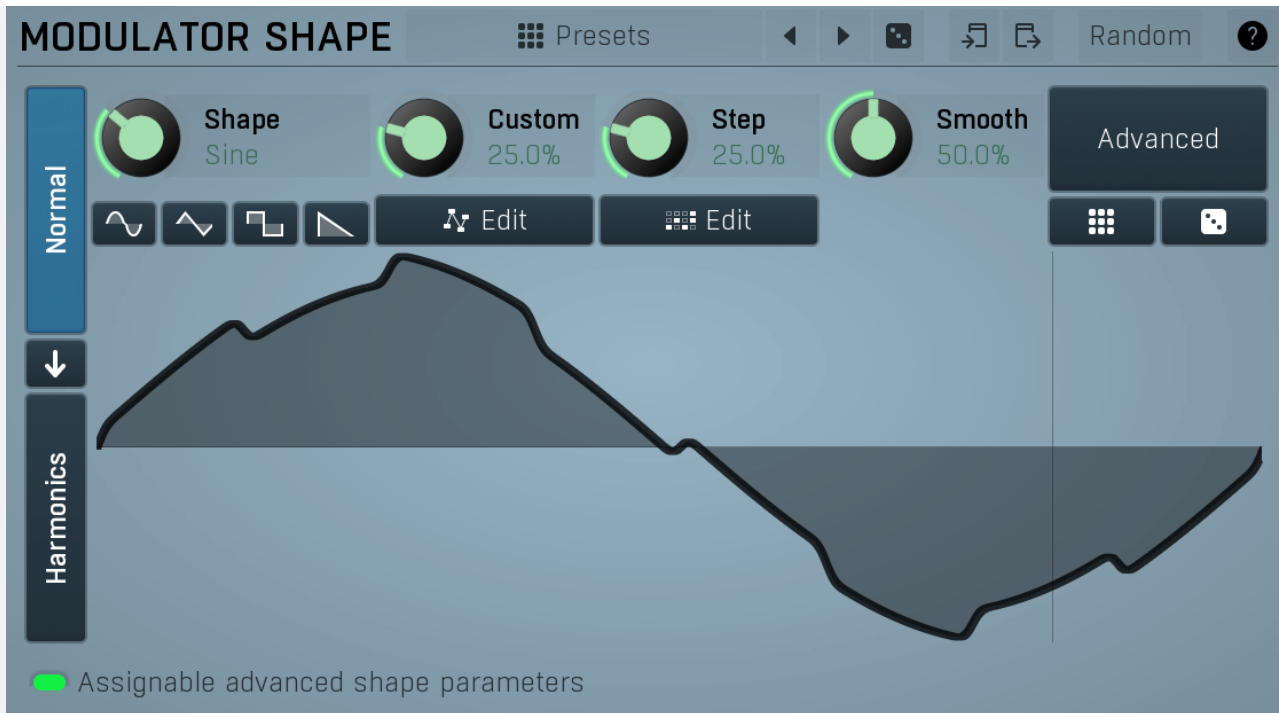 MODULATOR SHAPE Presets Random ?
Shape Custom Step Smooth
Sine 25.0% 25.0% 50.0%
Advanced
Normal
Edit Edit
Harmonics
Assignable advanced shape parameters